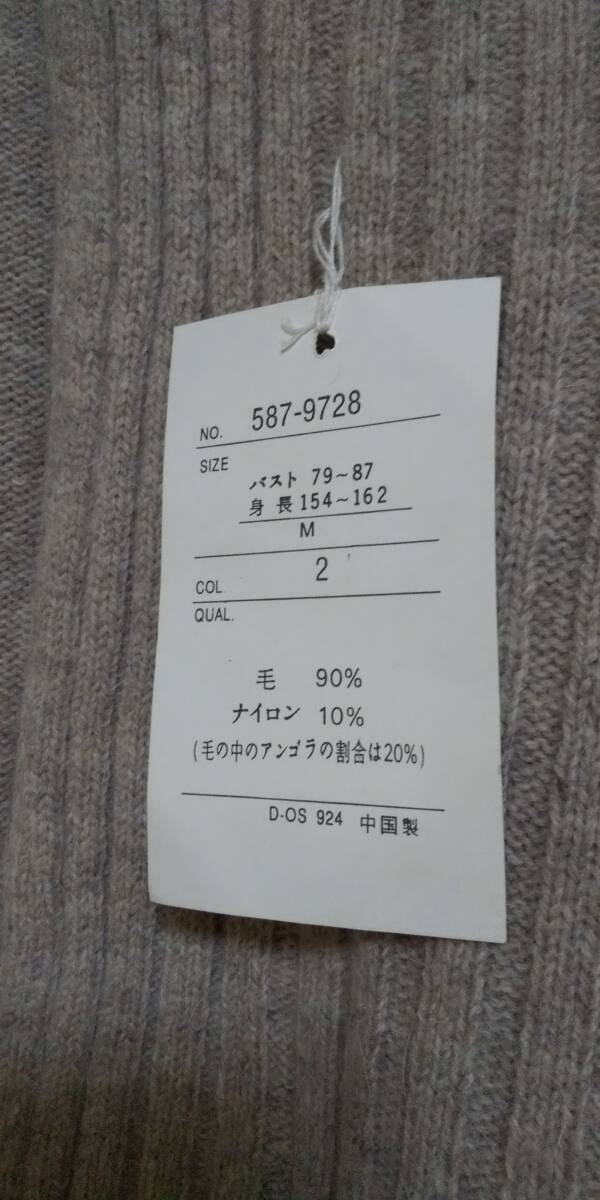 NO. 587-9728
SIZE
バスト 79~87
身長 154~162
M
COL. 2
QUAL.
毛 90%
ナイロン 10%
(毛の中のアンゴラの割合は20%)
D-OS 924 中国製